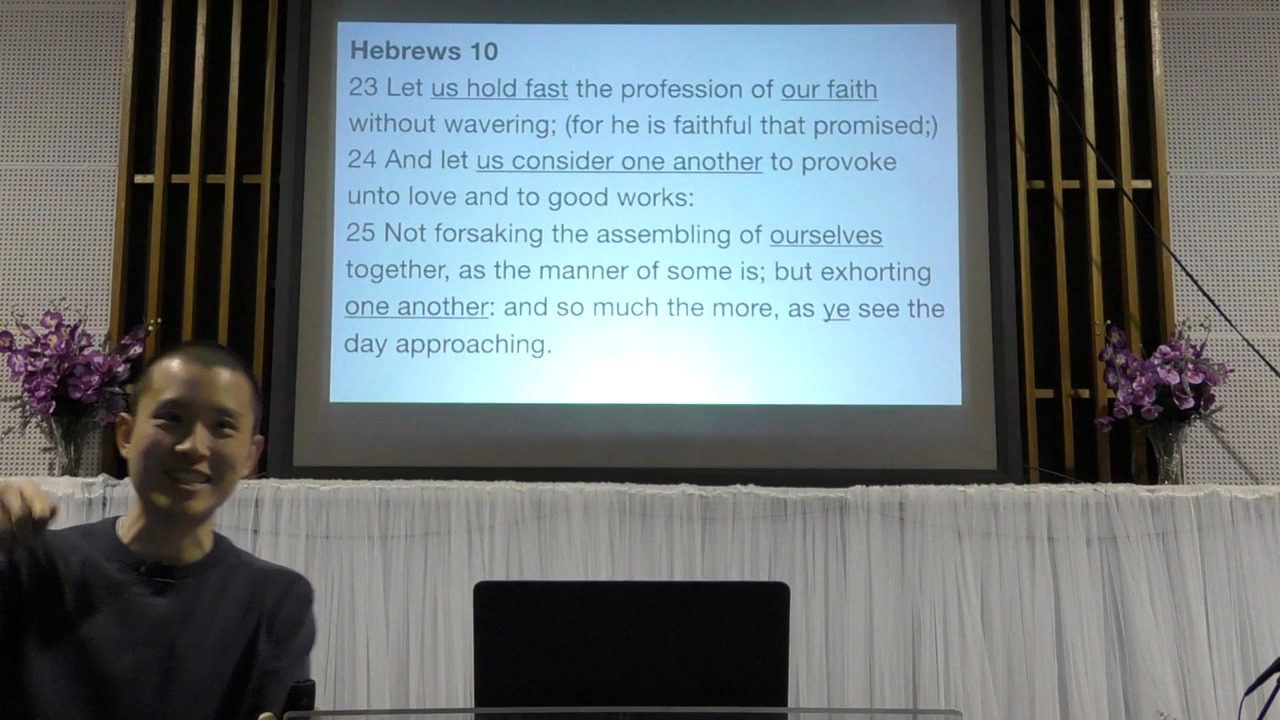 Hebrews 10
23 Let us hold fast the profession of our faith
without wavering; (for he is faithful that promised;)
24 And let us consider one another to provoke
unto love and to good works:
25 Not forsaking the assembling of ourselves
together, as the manner of some is; but exhorting
one another: and so much the more, as ye see the
day approaching.